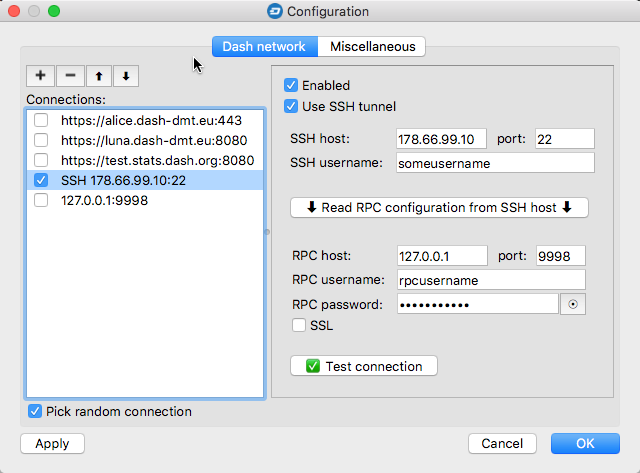 Configuration
Dash network Miscellaneous
Connections:
https://alice.dash-dmt.eu:443
https://luna.dash-dmt.eu:8080
https://test.stats.dash.org:8080
SSH 178.66.99.10:22
127.0.0.1:9998
Pick random connection
Enabled
Use SSH tunnel
SSH host: 178.66.99.10 port: 22
SSH username: someusername
Read RPC configuration from SSH host
RPC host: 127.0.0.1 port: 9998
RPC username: rpcusername
RPC password: •••••••••••
SSL
Test connection
Apply Cancel OK